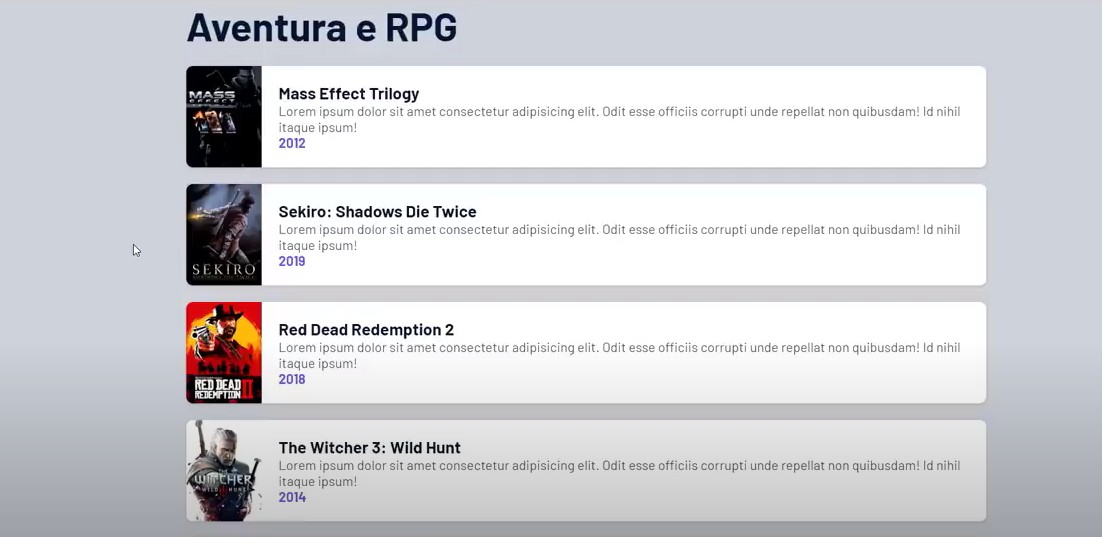 Aventura e RPG
MASS
EFFECT
Mass Effect Trilogy
Lorem ipsum dolor sit amet consectetur adipisicing elit. Odit esse officiis corrupti unde repellat non quibusdam! Id nihil
itaque ipsum!
2012
SEKIRO
Sekiro: Shadows Die Twice
Lorem ipsum dolor sit amet consectetur adipisicing elit. Odit esse officiis corrupti unde repellat non quibusdam! Id nihil
itaque ipsum!
2019
RED DEAD
REDEMPTION II
Red Dead Redemption 2
Lorem ipsum dolor sit amet consectetur adipisicing elit. Odit esse officiis corrupti unde repellat non quibusdam! Id nihil
itaque ipsum!
2018
THE
WITCHER
WILD HUNT
The Witcher 3: Wild Hunt
Lorem ipsum dolor sit amet consectetur adipisicing elit. Odit esse officiis corrupti unde repellat non quibusdam! Id nihil
itaque ipsum!
2014